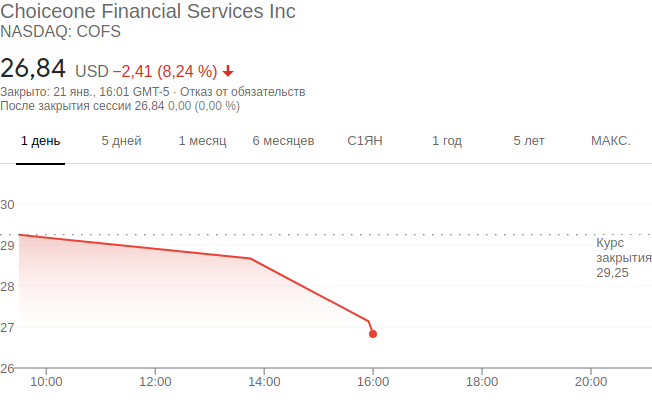 Choiceone Financial Services Inc
NASDAQ: COFS
26,84 USD −2,41 (8,24 %)
Закрыто: 21 янв., 16:01 GMT-5 · Отказ от обязательств
После закрытия сессии 26,84 0,00 (0,00 %)
1 день 5 дней 1 месяц 6 месяцев С1ЯН 1 год 5 лет МАКС.
30
29
28
27
26
Курс
закрытия
29,25
10:00 12:00 14:00 16:00 18:00 20:00